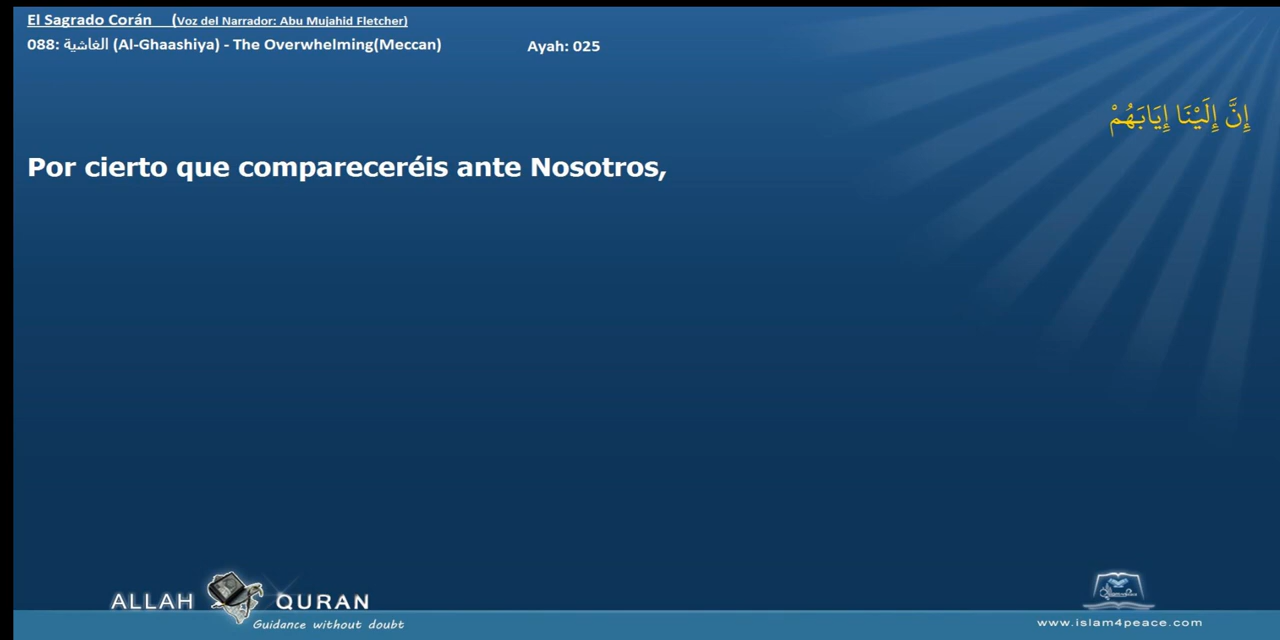 El Sagrado Corán (Voz del Narrador: Abu Mujahid Fletcher)
088: الغاشية (Al-Ghaashiya) - The Overwhelming(Meccan) Ayah: 025
إِنَّ إِلَيْنَا إِيَابَهُمْ
Por cierto que compareceréis ante Nosotros,
ALLAH QURAN
Guidance without doubt
www.islam4peace.com